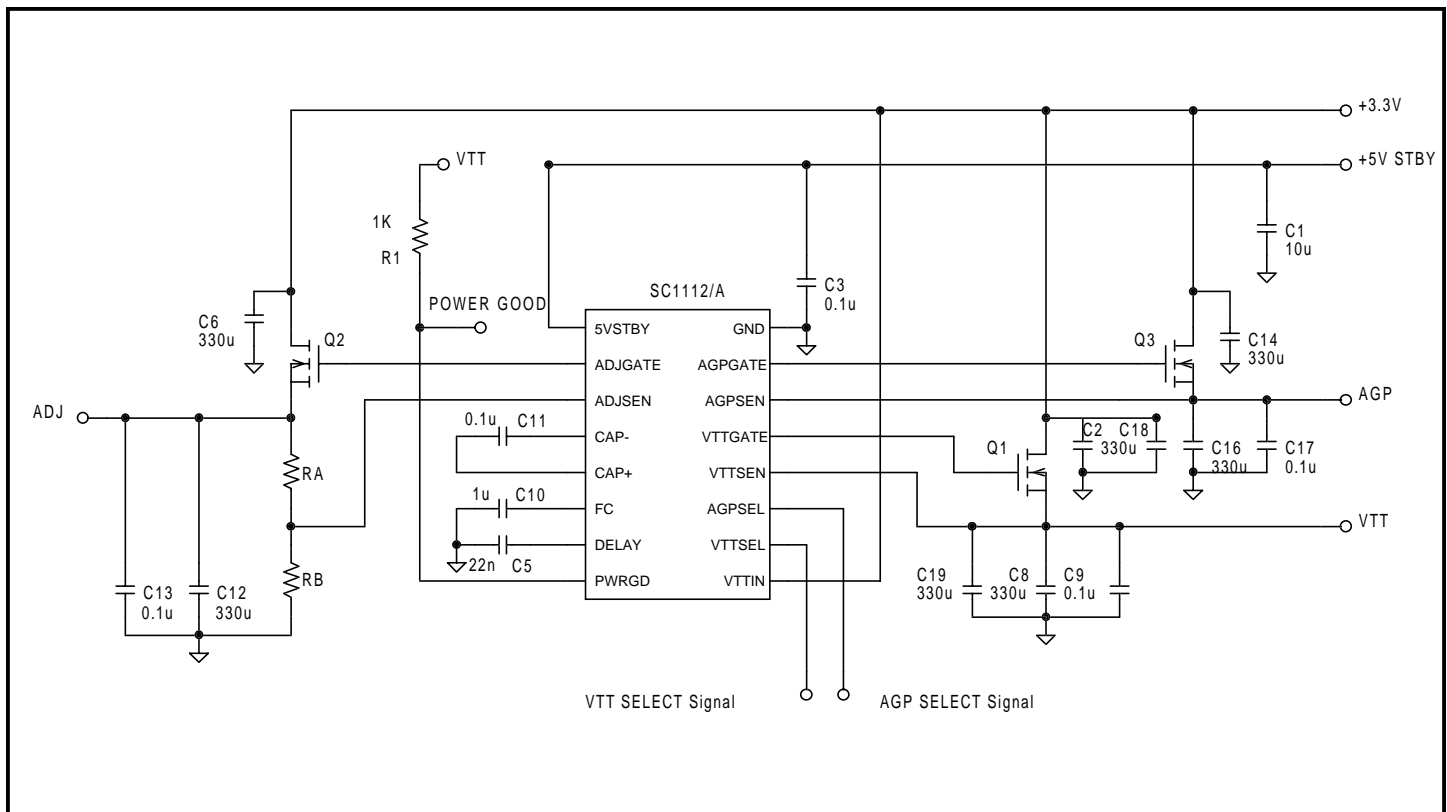 +3.3V
VTT
+5V STBY
1K
R1
C1
10u
SC1112/A
C3
0.1u
POWER GOOD
C6
330u
Q2
5VSTBY
ADJGATE
ADJSEN
CAP-
CAP+
FC
DELAY
PWRGD
GND
AGPGATE
AGPSEN
VTTGATE
VTTSEN
AGPSEL
VTTSEL
VTTIN
Q3
C14
330u
ADJ
AGP
0.1u
C11
Q1
C2
330u
C18
C16
330u
C17
0.1u
RA
1u
C10
VTT
22n
C5
RB
C13
0.1u
C12
330u
C19
330u
C8
330u
C9
0.1u
VTT SELECT Signal
AGP SELECT Signal